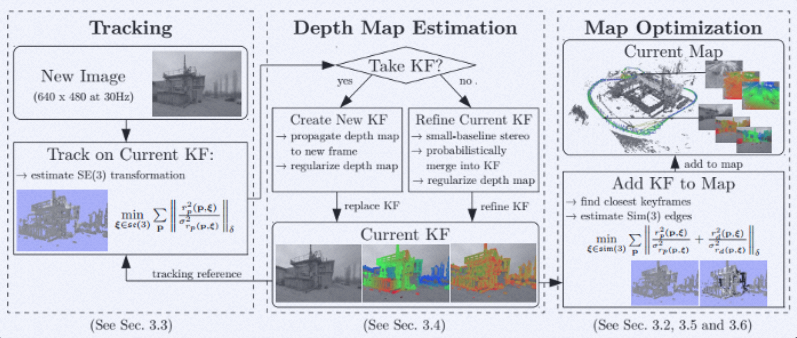 Tracking
New Image
(640 x 480 at 30Hz)
Track on Current KF:
→ estimate SE(3) transformation
min ξ∈se(3) ∑ p ‖ r²p(p,ξ) / σ²rp(p,ξ) ‖δ
(See Sec. 3.3)
Depth Map Estimation
Take KF?
yes
no
Create New KF
→ propagate depth map
to new frame
→ regularize depth map
Refine Current KF
→ small-baseline stereo
→ probabilistically
merge into KF
→ regularize depth map
replace KF
refine KF
Current KF
tracking reference
(See Sec. 3.4)
Map Optimization
Current Map
add to map
Add KF to Map
→ find closest keyframes
→ estimate Sim(3) edges
min ξ∈sim(3) ∑ p ‖ r²p(p,ξ) / σ²rp(p,ξ) + r²d(p,ξ) / σ²rd(p,ξ) ‖δ
(See Sec. 3.2, 3.5 and 3.6)